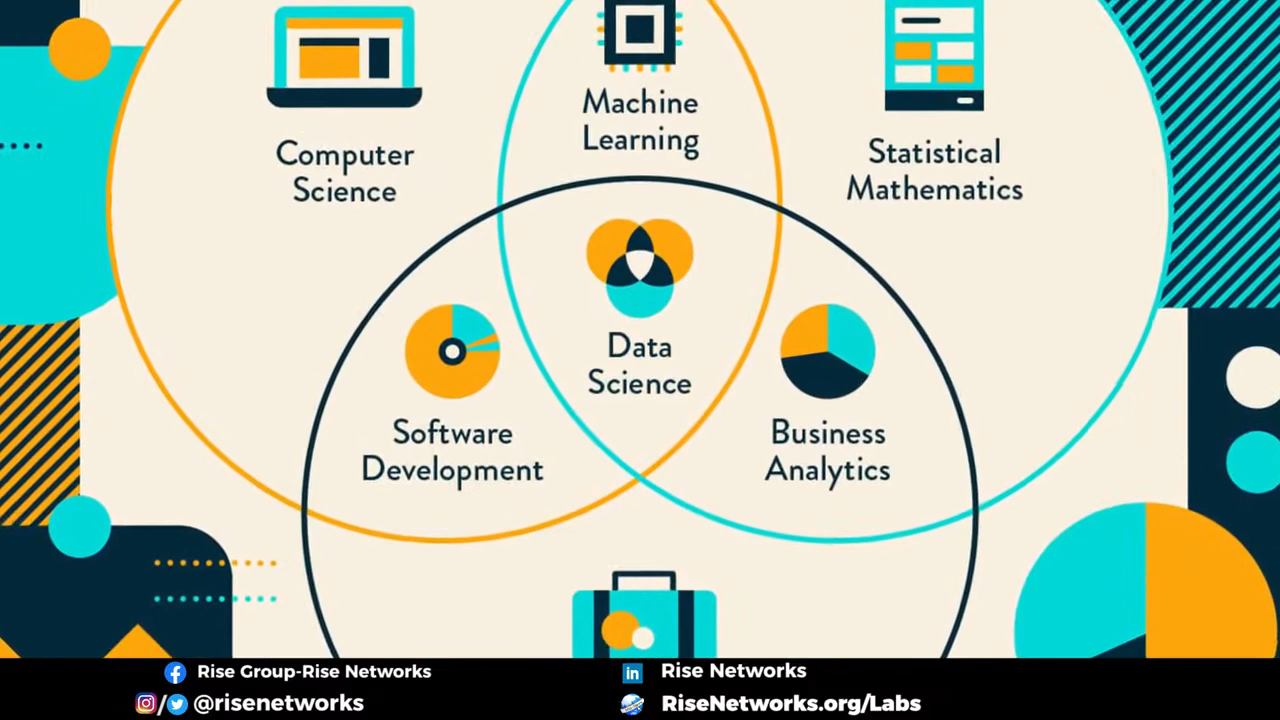 Machine
Learning
Computer
Science
Statistical
Mathematics
Data
Science
Software
Development
Business
Analytics
Rise Group-Rise Networks
Rise Networks
@risenetworks
RiseNetworks.org/Labs